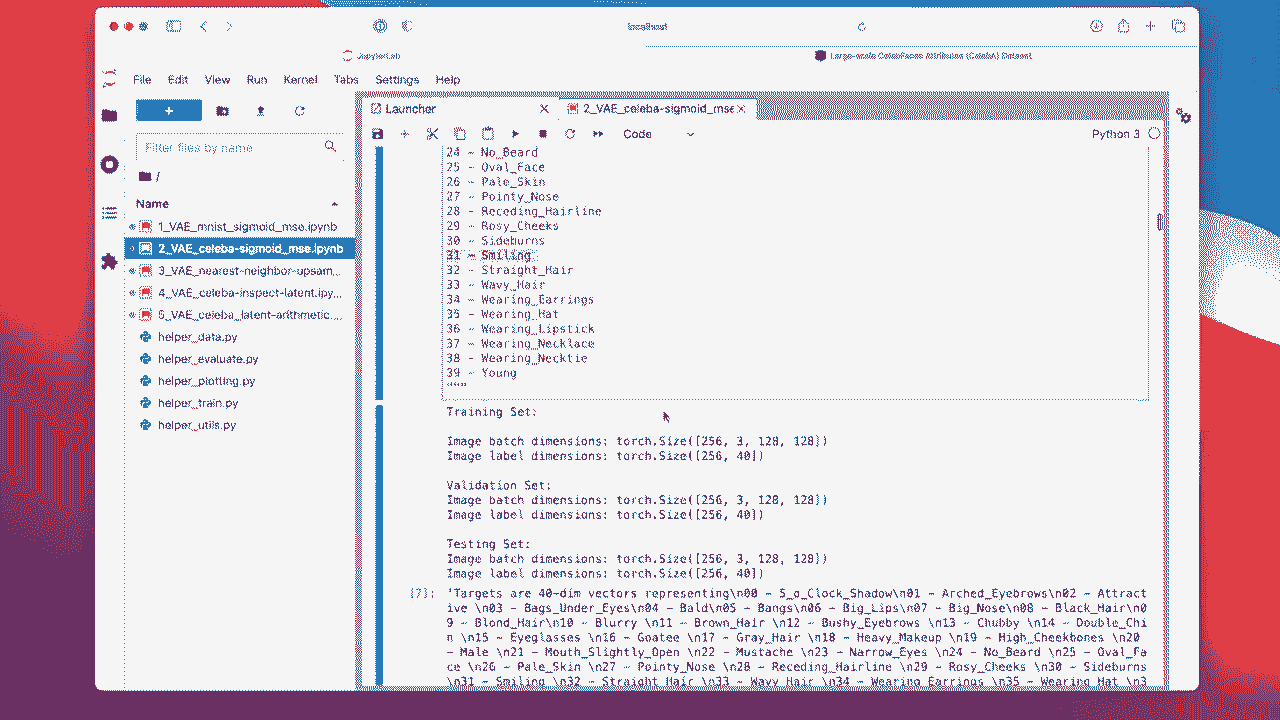 localhost
JupyterLab
Large-scale CelebFaces Attributes (CelebA) Dataset
File Edit View Run Kernel Tabs Settings Help
Launcher
2_VAE_celeba-sigmoid_mse
Filter files by name
Code
Python 3
/
Name
1_VAE_mnist_sigmoid_mse.ipynb
2_VAE_celeba-sigmoid_mse.ipynb
3_VAE_nearest-neighbor-upsam...
4_VAE_celeba-inspect-latent.ipy...
5_VAE_celeba_latent-arithmetic....
helper_data.py
helper_evaluate.py
helper_plotting.py
helper_train.py
helper_utils.py
24 - No_Beard
25 - Oval_Face
26 - Pale_Skin
27 - Pointy_Nose
28 - Receding_Hairline
29 - Rosy_Cheeks
30 - Sideburns
31 - Smiling
32 - Straight_Hair
33 - Wavy_Hair
34 - Wearing_Earrings
35 - Wearing_Hat
36 - Wearing_Lipstick
37 - Wearing_Necklace
38 - Wearing_Necktie
39 - Young
"""
Training Set:
Image batch dimensions: torch.Size([256, 3, 128, 128])
Image label dimensions: torch.Size([256, 40])
Validation Set:
Image batch dimensions: torch.Size([256, 3, 128, 128])
Image label dimensions: torch.Size([256, 40])
Testing Set:
Image batch dimensions: torch.Size([256, 3, 128, 128])
Image label dimensions: torch.Size([256, 40])
[7]: 'Targets are 40-dim vectors representing\n00 - 5_o_Clock_Shadow\n01 - Arched_Eyebrows\n02 - Attract
ive \n03 - Bags_Under_Eyes\n04 - Bald\n05 - Bangs\n06 - Big_Lips\n07 - Big_Nose\n08 - Black_Hair\n0
9 - Blond_Hair\n10 - Blurry \n11 - Brown_Hair \n12 - Bushy_Eyebrows \n13 - Chubby \n14 - Double_Chi
n \n15 - Eyeglasses \n16 - Goatee \n17 - Gray_Hair \n18 - Heavy_Makeup \n19 - High_Cheekbones \n20
- Male \n21 - Mouth_Slightly_Open \n22 - Mustache \n23 - Narrow_Eyes \n24 - No_Beard \n25 - Oval_Fa
ce \n26 - Pale_Skin \n27 - Pointy_Nose \n28 - Receding_Hairline \n29 - Rosy_Cheeks \n30 - Sideburns
\n31 - Smiling \n32 - Straight_Hair \n33 - Wavy_Hair \n34 - Wearing_Earrings \n35 - Wearing_Hat \n3